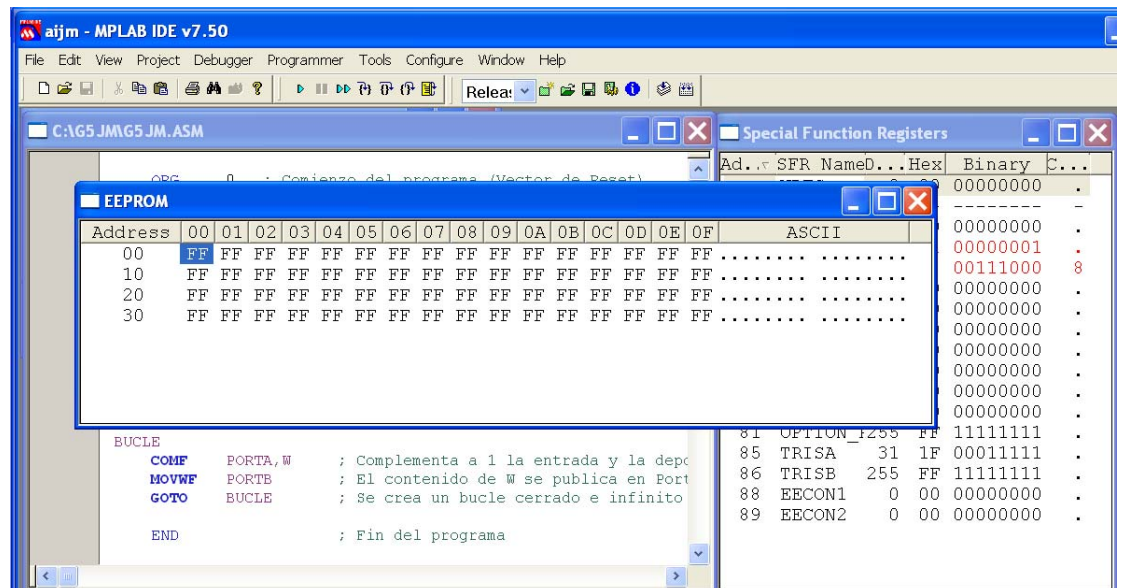 aijm - MPLAB IDE v7.50
File Edit View Project Debugger Programmer Tools Configure Window Help
Releas
C:\G5JM\G5JM.ASM
ORG 0 ; Comienzo del programa (Vector de Reset)
EEPROM
Address 00 01 02 03 04 05 06 07 08 09 0A 0B 0C 0D 0E 0F ASCII
00 FF FF FF FF FF FF FF FF FF FF FF FF FF FF FF FF ........ ........
10 FF FF FF FF FF FF FF FF FF FF FF FF FF FF FF FF ........ ........
20 FF FF FF FF FF FF FF FF FF FF FF FF FF FF FF FF ........ ........
30 FF FF FF FF FF FF FF FF FF FF FF FF FF FF FF FF ........ ........
BUCLE
COMF PORTA,W ; Complementa a 1 la entrada y la depo
MOVWF PORTB ; El contenido de W se publica en Port
GOTO BUCLE ; Se crea un bucle cerrado e infinito
END ; Fin del programa
Special Function Registers
Ad.. SFR Name D... Hex Binary C...
00000000 .
-------- -
00000000 .
00000001 .
00111000 8
00000000 .
00000000 .
00000000 .
00000000 .
00000000 .
00000000 .
00000000 .
81 OPTION_ 255 FF 11111111 .
85 TRISA 31 1F 00011111 .
86 TRISB 255 FF 11111111 .
88 EECON1 0 00 00000000 .
89 EECON2 0 00 00000000 .